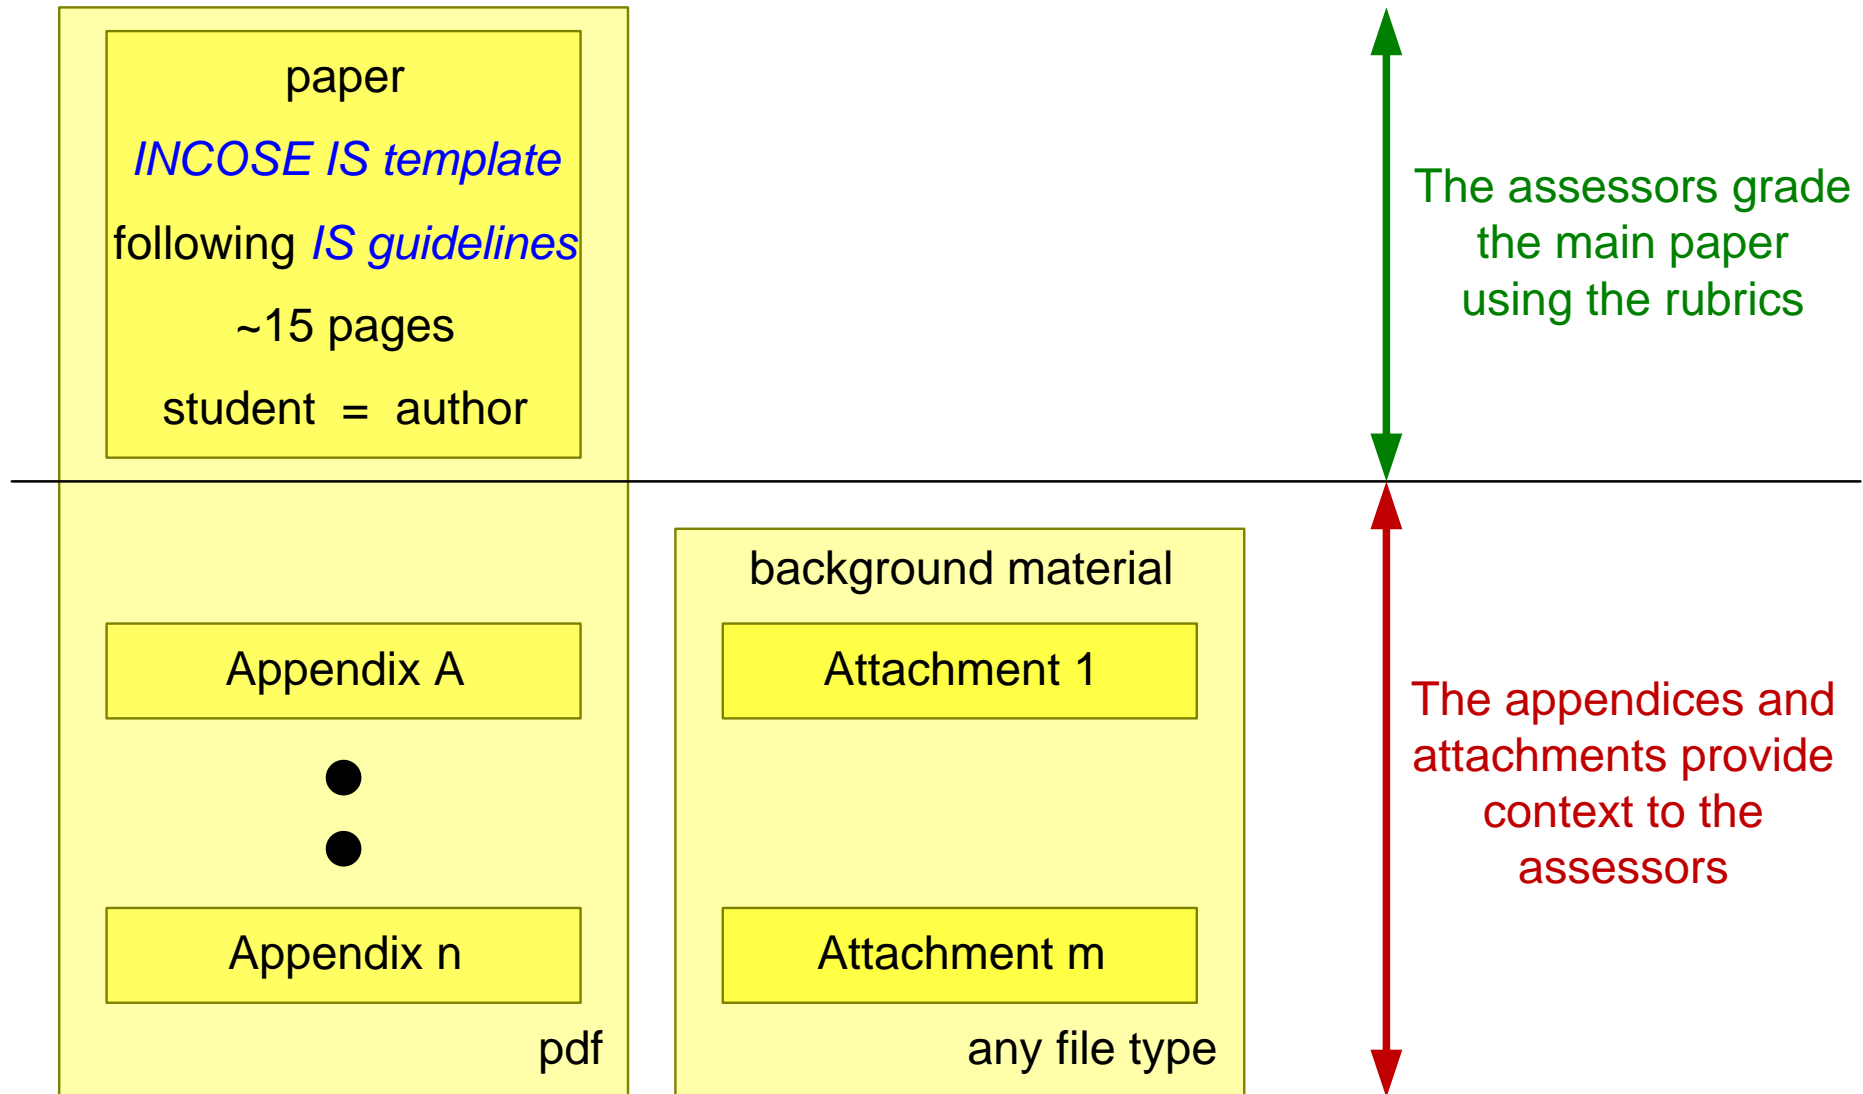 paper
INCOSE IS template
following IS guidelines
~15 pages
student = author
The assessors grade
the main paper
using the rubrics
Appendix A
Appendix n
pdf
background material
Attachment 1
Attachment m
any file type
The appendices and
attachments provide
context to the
assessors